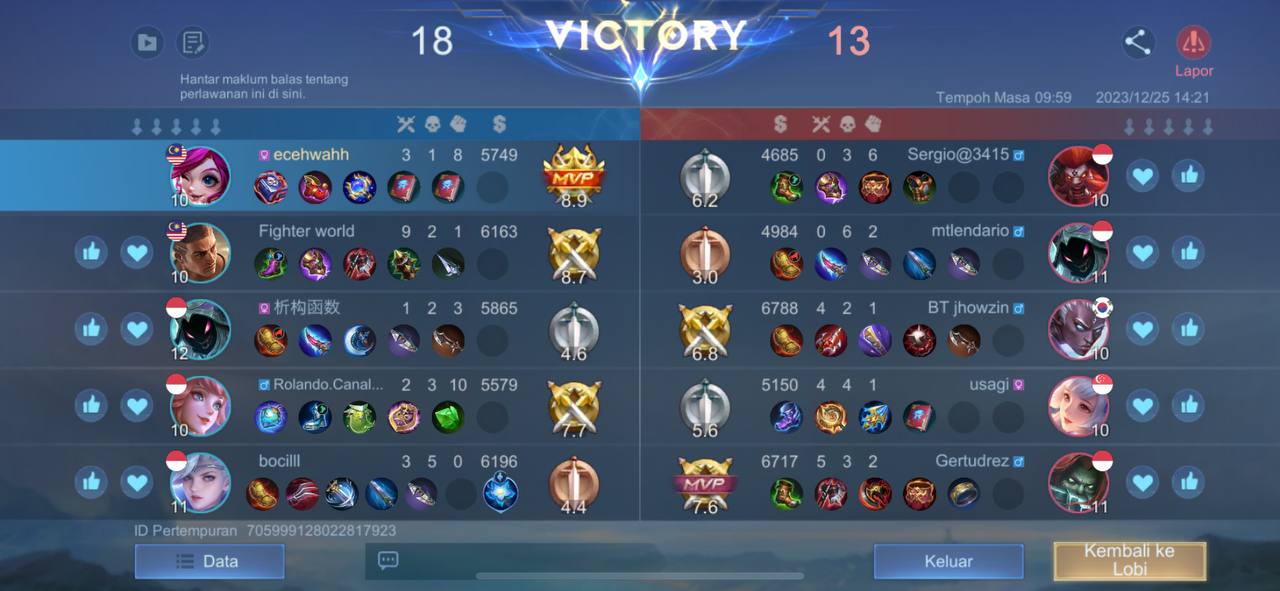 18 VICTORY 13
Hantar maklum balas tentang
perlawanan ini di sini.
Lapor
Tempoh Masa 09:59 2023/12/25 14:21
ecehwahh 3 1 8 5749 MVP 8.9 10
6.2 4685 0 3 6 Sergio@3415 10
Fighter world 9 2 1 6163 8.7 10
3.0 4984 0 6 2 mtlendario 11
析构函数 1 2 3 5865 4.6 12
6.8 6788 4 2 1 BT jhowzin 10
Rolando.Canal... 2 3 10 5579 7.7 10
5.6 5150 4 4 1 usagi 10
bocilll 3 5 0 6196 4.4 11
MVP 7.6 6717 5 3 2 Gertudrez 11
ID Pertempuran 705999128022817923
Data
Keluar
Kembali ke
Lobi